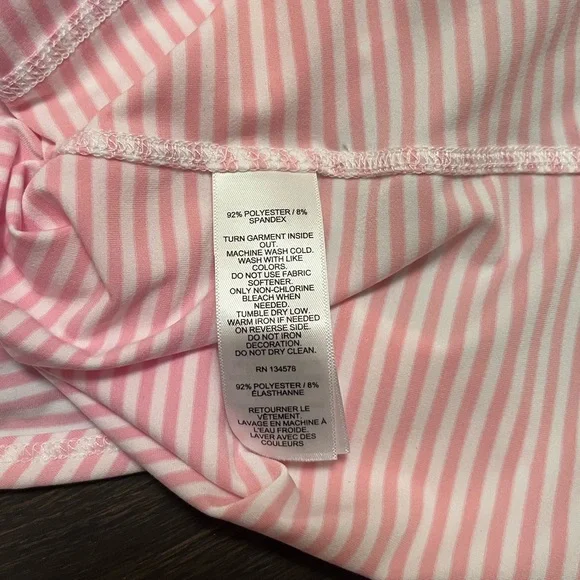 92% POLYESTER / 8%
SPANDEX
TURN GARMENT INSIDE
OUT.
MACHINE WASH COLD.
WASH WITH LIKE
COLORS.
DO NOT USE FABRIC
SOFTENER.
ONLY NON-CHLORINE
BLEACH WHEN
NEEDED.
TUMBLE DRY LOW.
WARM IRON IF NEEDED
ON REVERSE SIDE.
DO NOT IRON
DECORATION.
DO NOT DRY CLEAN.
RN 134578
92% POLYESTER / 8%
ÉLASTHANNE
RETOURNER LE
VÊTEMENT.
LAVAGE EN MACHINE À
L'EAU FROIDE.
LAVER AVEC DES
COULEURS